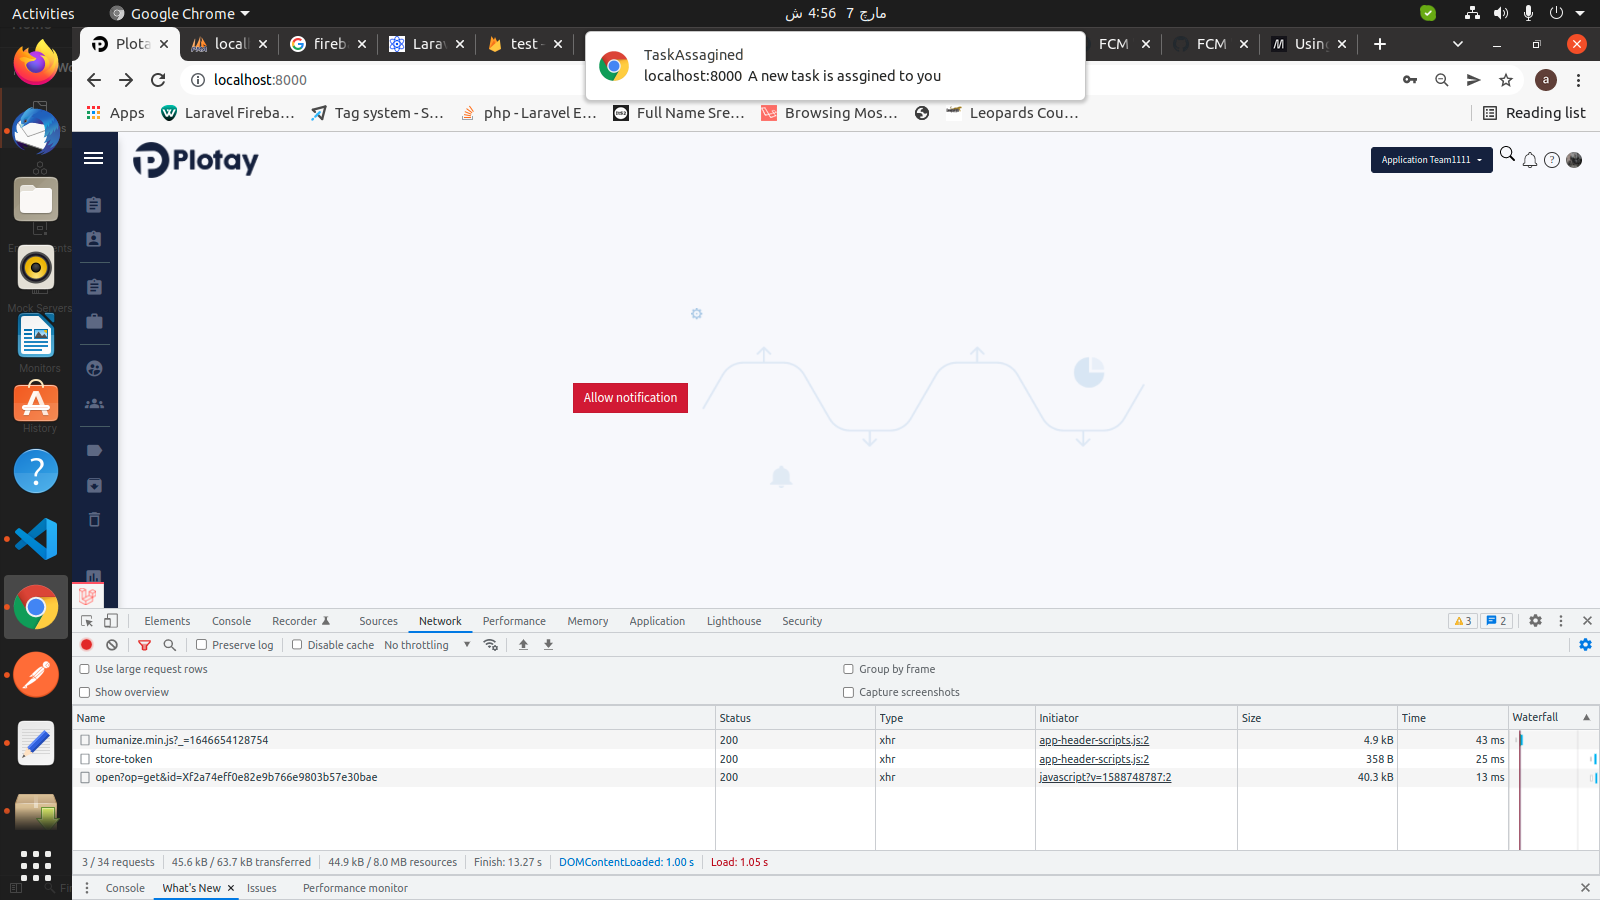 Activities
Google Chrome
مارچ 7  4:56 ش
Plota
local
fireb
Larav
test -
FCM
FCM
Using
TaskAssagined
localhost:8000 A new task is assgined to you
localhost:8000
a
Apps
Laravel Fireba…
Tag system - S…
php - Laravel E…
Full Name Sre…
Browsing Mos…
Leopards Cou…
Reading list
Plotay
Application Team1111
Mock Servers
Monitors
History
Allow notification
Elements
Console
Recorder
Sources
Network
Performance
Memory
Application
Lighthouse
Security
3
2
Preserve log
Disable cache
No throttling
Use large request rows
Group by frame
Show overview
Capture screenshots
Name Status Type Initiator Size Time Waterfall
humanize.min.js?_=1646654128754 200 xhr app-header-scripts.js:2 4.9 kB 43 ms
store-token 200 xhr app-header-scripts.js:2 358 B 25 ms
open?op=get&id=Xf2a74eff0e82e9b766e9803b57e30bae 200 xhr javascript?v=1588748787:2 40.3 kB 13 ms
3 / 34 requests
45.6 kB / 63.7 kB transferred
44.9 kB / 8.0 MB resources
Finish: 13.27 s
DOMContentLoaded: 1.00 s
Load: 1.05 s
Console
What's New
Issues
Performance monitor